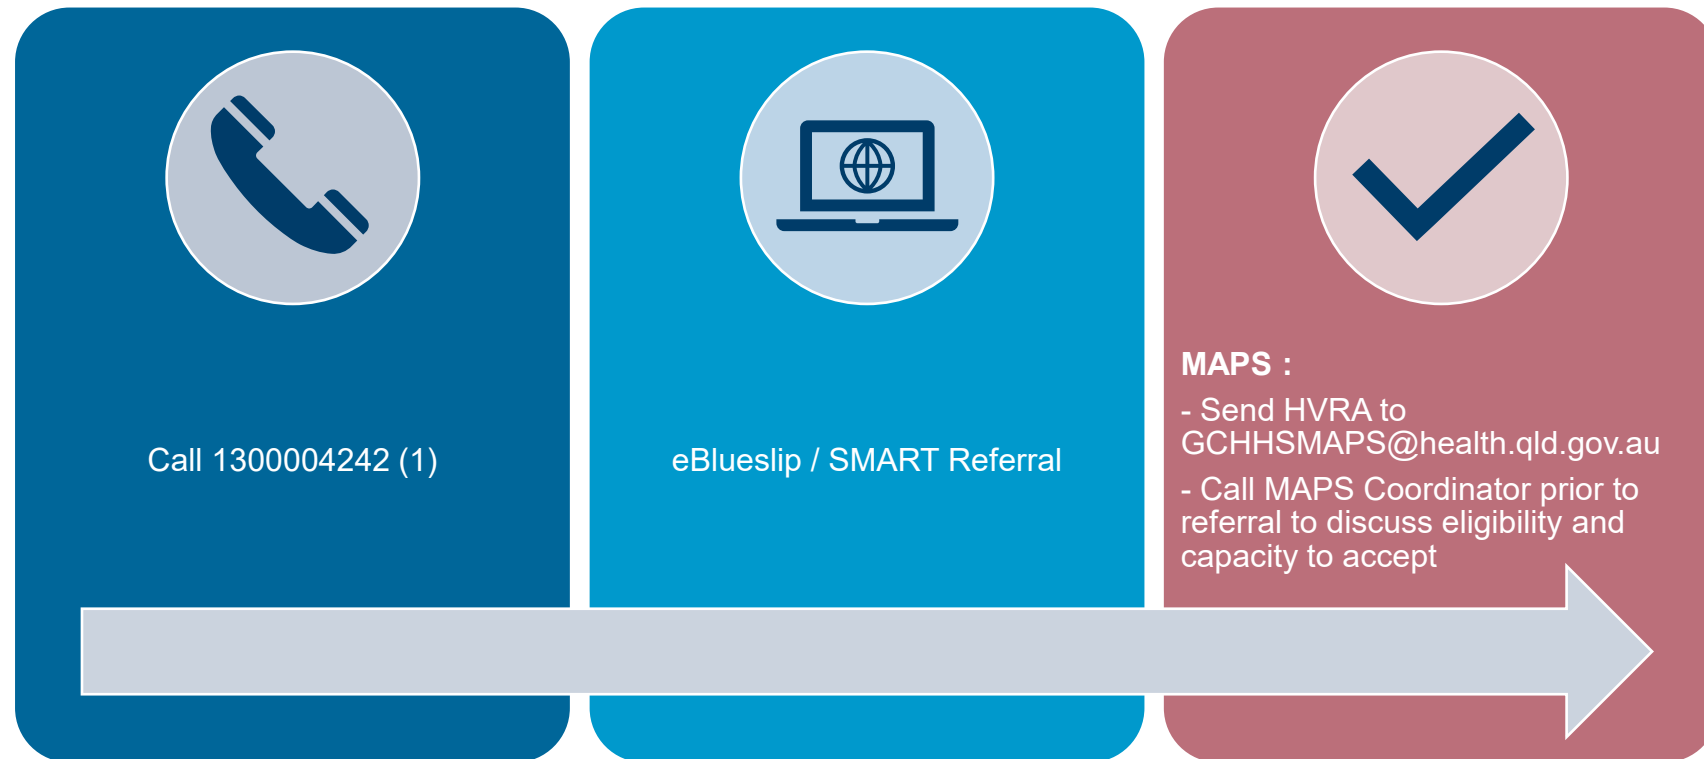 Call 1300004242 (1)
eBlueslip / SMART Referral
MAPS :
- Send HVRA to
GCHHSMAPS@health.qld.gov.au
- Call MAPS Coordinator prior to
referral to discuss eligibility and
capacity to accept